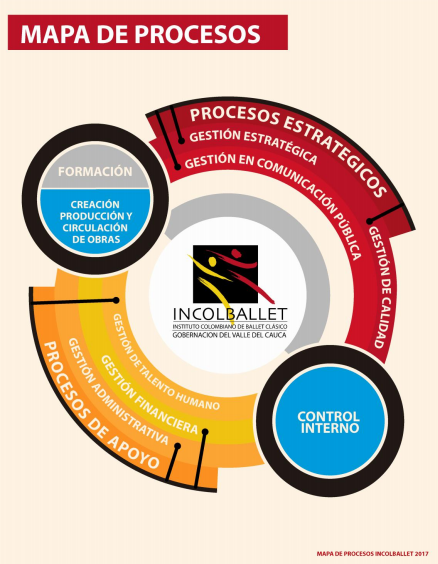 MAPA DE PROCESOS
PROCESOS ESTRATEGICOS
GESTIÓN ESTRATÉGICA
GESTIÓN EN COMUNICACIÓN PÚBLICA
GESTIÓN DE CALIDAD
FORMACIÓN
CREACIÓN
PRODUCCIÓN Y
CIRCULACIÓN
DE OBRAS
INCOLBALLET
INSTITUTO COLOMBIANO DE BALLET CLÁSICO
GOBERNACION DEL VALLE DEL CAUCA
GESTIÓN DE TALENTO HUMANO
GESTIÓN FINANCIERA
GESTIÓN ADMINISTRATIVA
PROCESOS DE APOYO
CONTROL
INTERNO
MAPA DE PROCESOS INCOLBALLET 2017